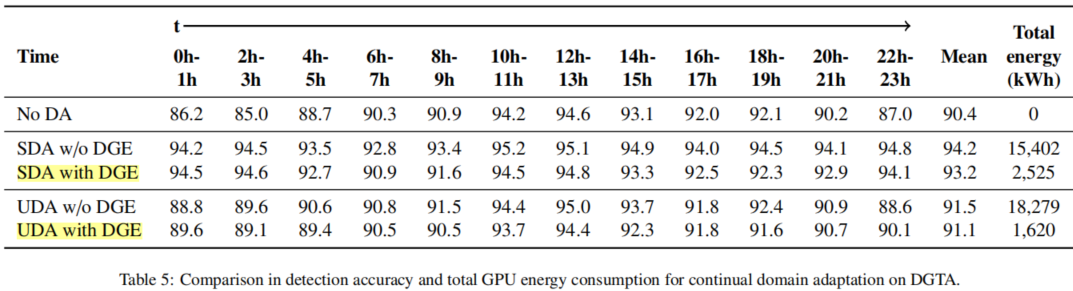 t
Time 0h-1h 2h-3h 4h-5h 6h-7h 8h-9h 10h-11h 12h-13h 14h-15h 16h-17h 18h-19h 20h-21h 22h-23h Mean Total energy (kWh)
No DA 86.2 85.0 88.7 90.3 90.9 94.2 94.6 93.1 92.0 92.1 90.2 87.0 90.4 0
SDA w/o DGE 94.2 94.5 93.5 92.8 93.4 95.2 95.1 94.9 94.0 94.5 94.1 94.8 94.2 15,402
SDA with DGE 94.5 94.6 92.7 90.9 91.6 94.5 94.8 93.3 92.5 92.3 92.9 94.1 93.2 2,525
UDA w/o DGE 88.8 89.6 90.6 90.8 91.5 94.4 95.0 93.7 91.8 92.4 90.9 88.6 91.5 18,279
UDA with DGE 89.6 89.1 89.4 90.5 90.5 93.7 94.4 92.3 91.8 91.6 90.7 90.1 91.1 1,620
Table 5: Comparison in detection accuracy and total GPU energy consumption for continual domain adaptation on DGTA.